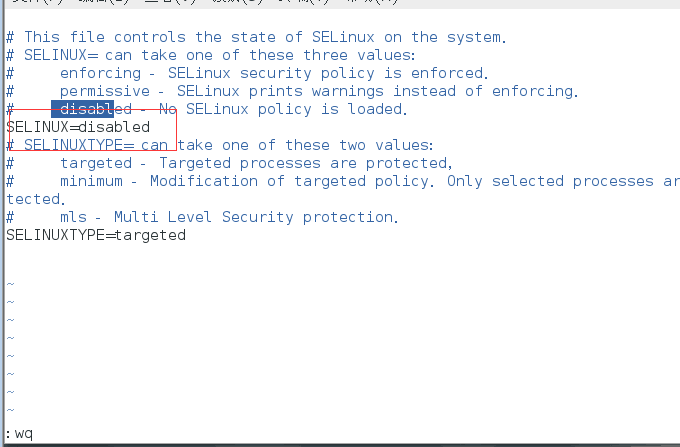 # This file controls the state of SELinux on the system.
# SELINUX= can take one of these three values:
#     enforcing - SELinux security policy is enforced.
#     permissive - SELinux prints warnings instead of enforcing.
#     disabled - No SELinux policy is loaded.
SELINUX=disabled
# SELINUXTYPE= can take one of these two values:
#     targeted - Targeted processes are protected,
#     minimum - Modification of targeted policy. Only selected processes ar
tected.
#     mls - Multi Level Security protection.
SELINUXTYPE=targeted
~
~
~
~
~
~
~
~
:wq